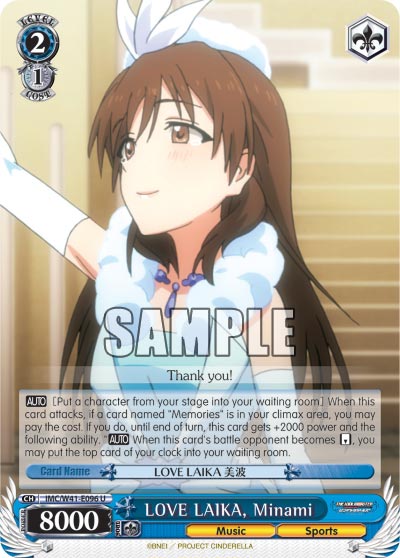 LEVEL
2
1
COST
SAMPLE
Thank you!
AUTO [Put a character from your stage into your waiting room] When this
card attacks, if a card named "Memories" is in your climax area, you may
pay the cost. If you do, until end of turn, this card gets +2000 power and the
following ability. "AUTO When this card's battle opponent becomes , you
may put the top card of your clock into your waiting room."
Card Name LOVE LAIKA 美波
CH IMC/W41-E096 U
8000 LOVE LAIKA, Minami
Music Sports
©BNEI / PROJECT CINDERELLA